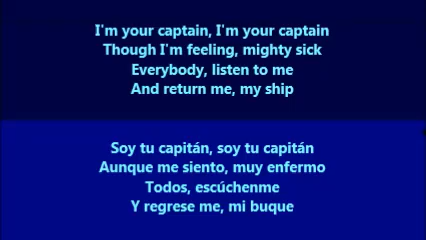 I'm your captain, I'm your captain
Though I'm feeling, mighty sick
Everybody, listen to me
And return me, my ship
Soy tu capitán, soy tu capitán
Aunque me siento, muy enfermo
Todos, escúchenme
Y regrese me, mi buque